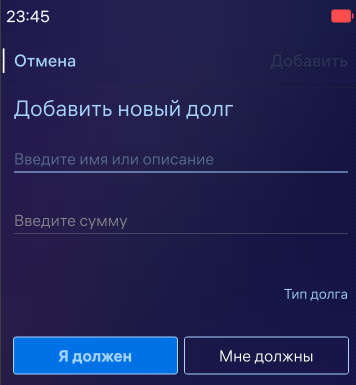 23:45
Отмена Добавить
Добавить новый долг
Введите имя или описание
Введите сумму
Тип долга
Я должен Мне должны